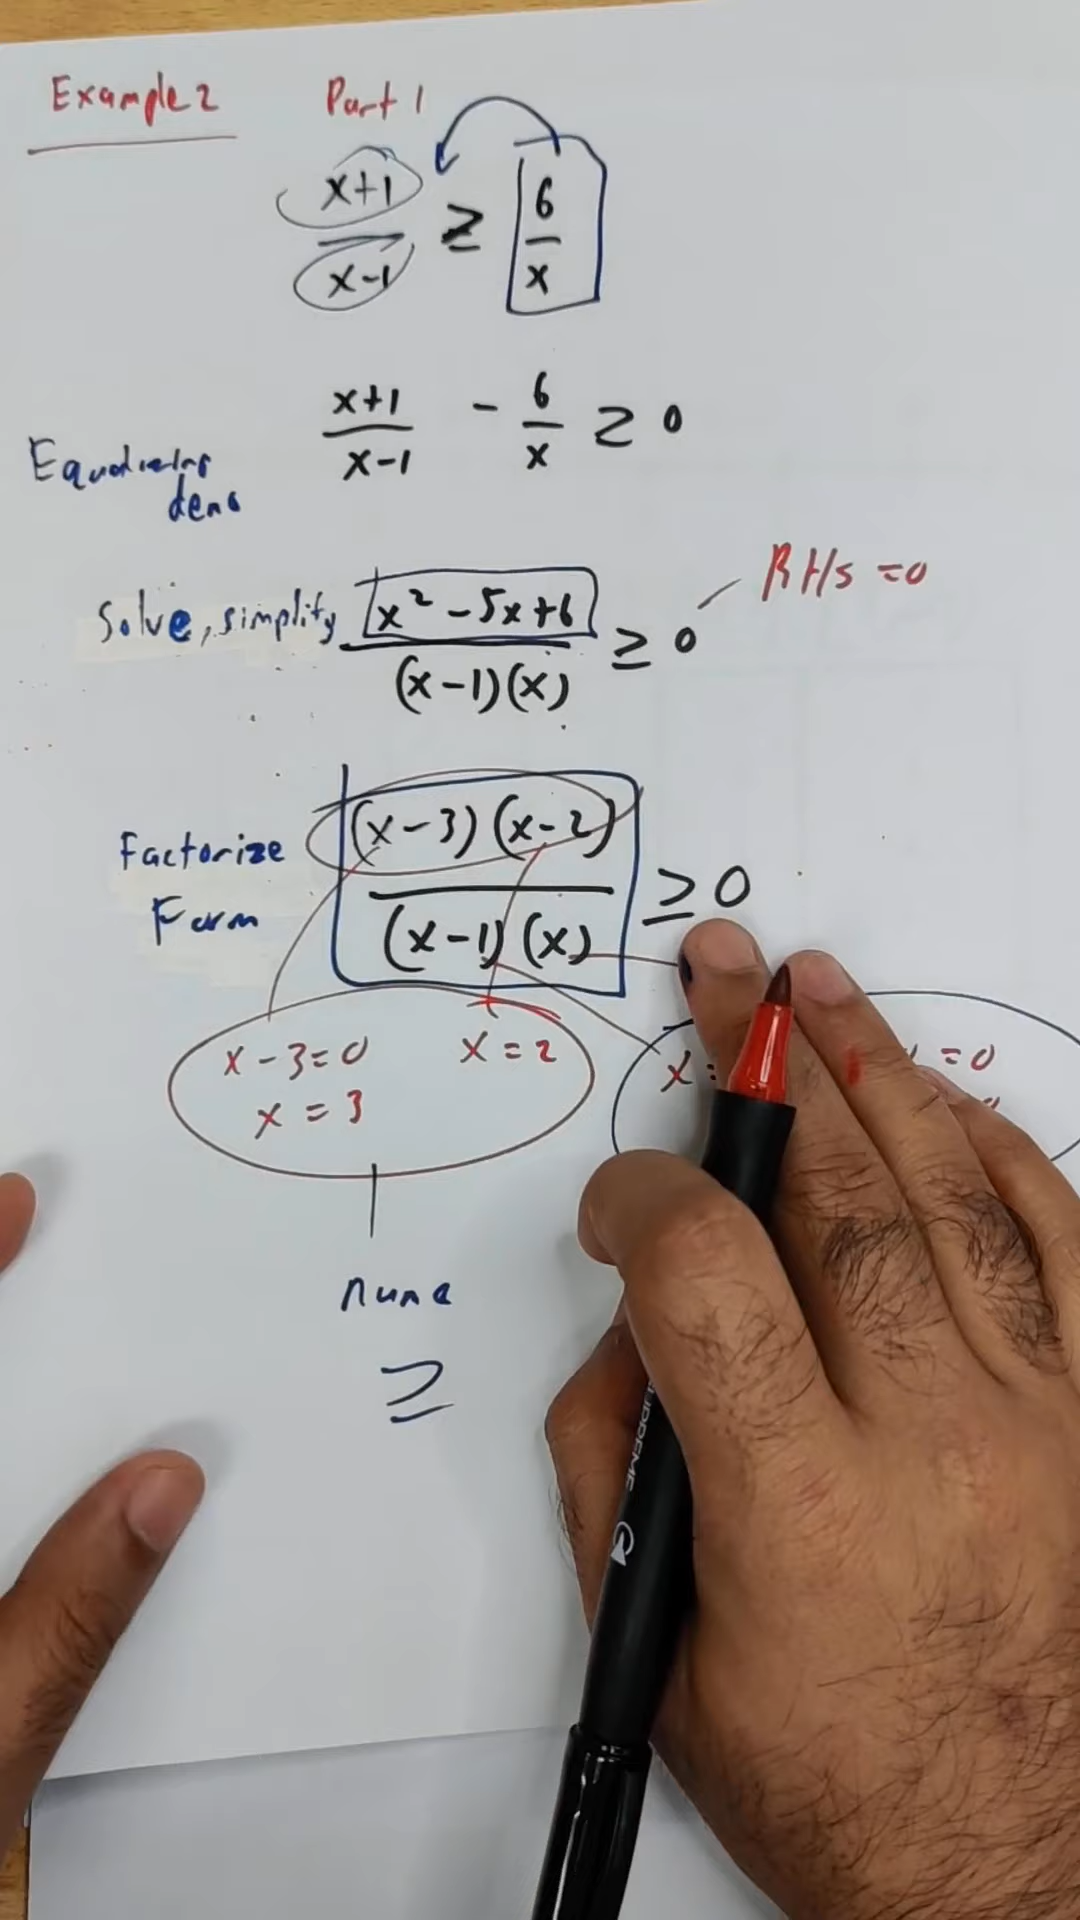 Example 2 Part 1
x+1/x-1 ≥ 6/x
x+1/x-1 - 6/x ≥ 0
deno
RHS = 0
Solve, simplify x² - 5x + 6/(x-1)(x) ≥ 0
Factorize Form (x-3)(x-2)/(x-1)(x) ≥ 0
x - 3 = 0 x = 2 x = 0
x = 3
nume
≥